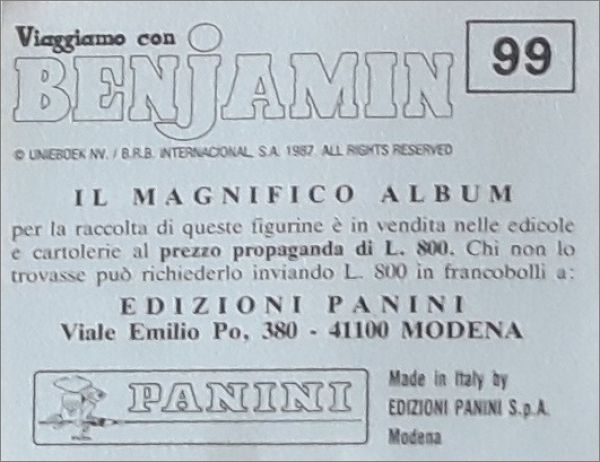 Viaggiamo con
BENJAMIN
99
© UNIEBOEK NV. / B.R.B. INTERNACIONAL, S.A. 1987. ALL RIGHTS RESERVED
IL MAGNIFICO ALBUM
per la raccolta di queste figurine è in vendita nelle edicole
e cartolerie al prezzo propaganda di L. 800. Chi non lo
trovasse può richiederlo inviando L. 800 in francobolli a:
EDIZIONI PANINI
Viale Emilio Po, 380 - 41100 MODENA
PANINI
Made in Italy by
EDIZIONI PANINI S.p.A.
Modena